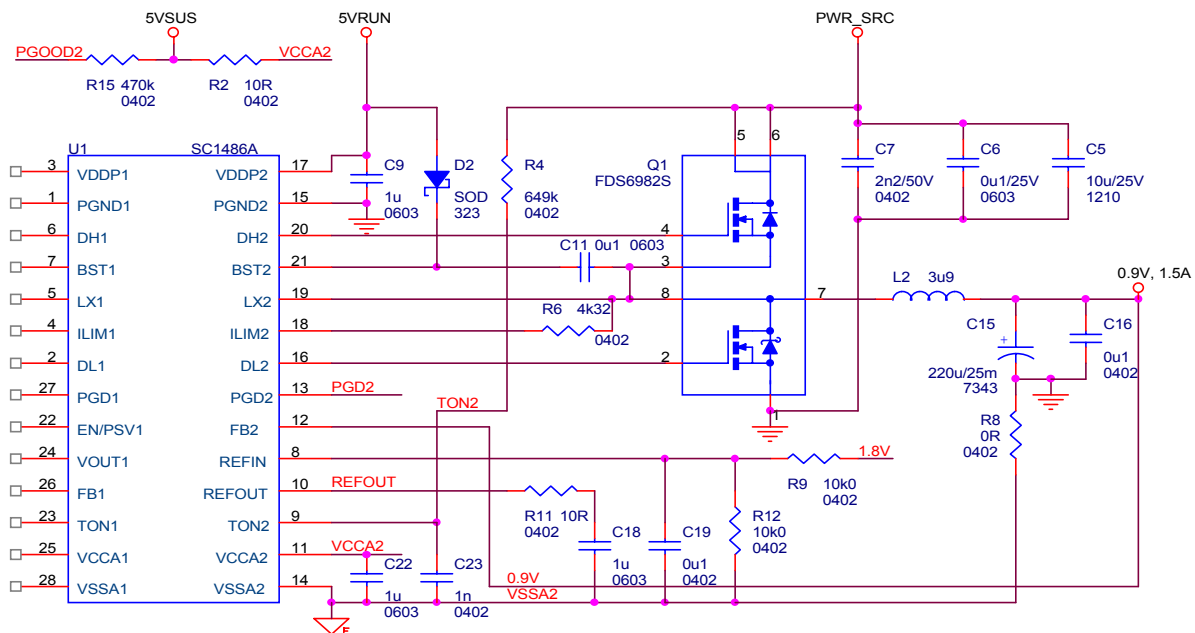 5VSUS
5VRUN
PWR_SRC
PGOOD2
VCCA2
R15 470k
0402
R2 10R
0402
U1
SC1486A
3 VDDP1
1 PGND1
6 DH1
7 BST1
5 LX1
4 ILIM1
2 DL1
27 PGD1
22 EN/PSV1
24 VOUT1
26 FB1
23 TON1
25 VCCA1
28 VSSA1
VDDP2 17
PGND2 15
DH2 20
BST2 21
LX2 19
ILIM2 18
DL2 16
PGD2 13
FB2 12
REFIN 8
REFOUT 10
TON2 9
VCCA2 11
VSSA2 14
C9
1u
0603
D2
SOD
323
R4
649k
0402
Q1
FDS6982S
5
6
4
3
8
2
7
1
C7
2n2/50V
0402
C6
0u1/25V
0603
C5
10u/25V
1210
C11 0u1 0603
R6 4k32
0402
L2 3u9
0.9V, 1.5A
C15
+
220u/25m
7343
C16
0u1
0402
R8
0R
0402
PGD2
TON2
1.8V
R9 10k0
0402
REFOUT
R11 10R
0402
C18
1u
0603
C19
0u1
0402
R12
10k0
0402
VCCA2
C22
1u
0603
C23
1n
0402
0.9V
VSSA2